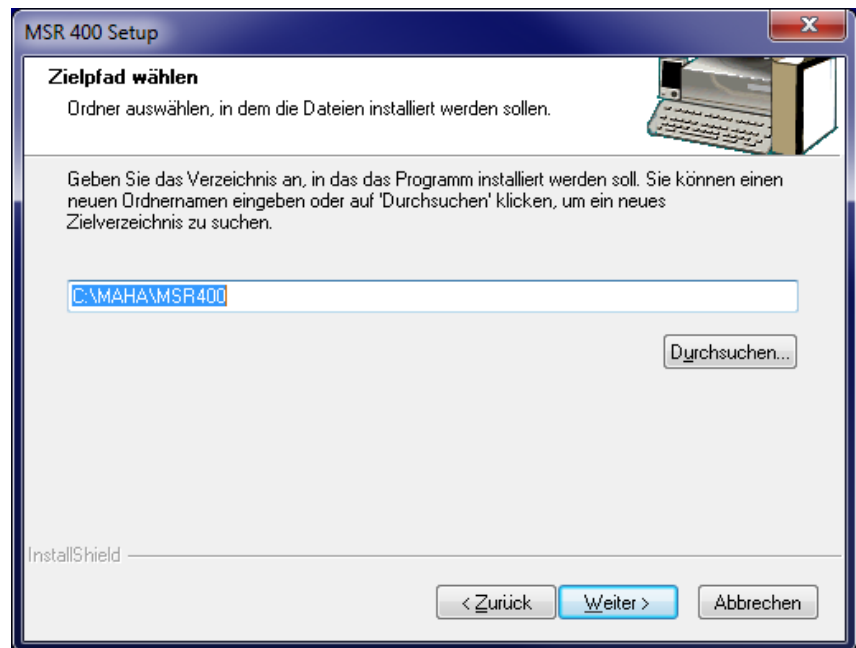 MSR 400 Setup
Zielpfad wählen
Ordner auswählen, in dem die Dateien installiert werden sollen.
Geben Sie das Verzeichnis an, in das das Programm installiert werden soll. Sie können einen
neuen Ordnernamen eingeben oder auf 'Durchsuchen' klicken, um ein neues
Zielverzeichnis zu suchen.
C:\MAHA\MSR400
Durchsuchen...
InstallShield
< Zurück Weiter > Abbrechen